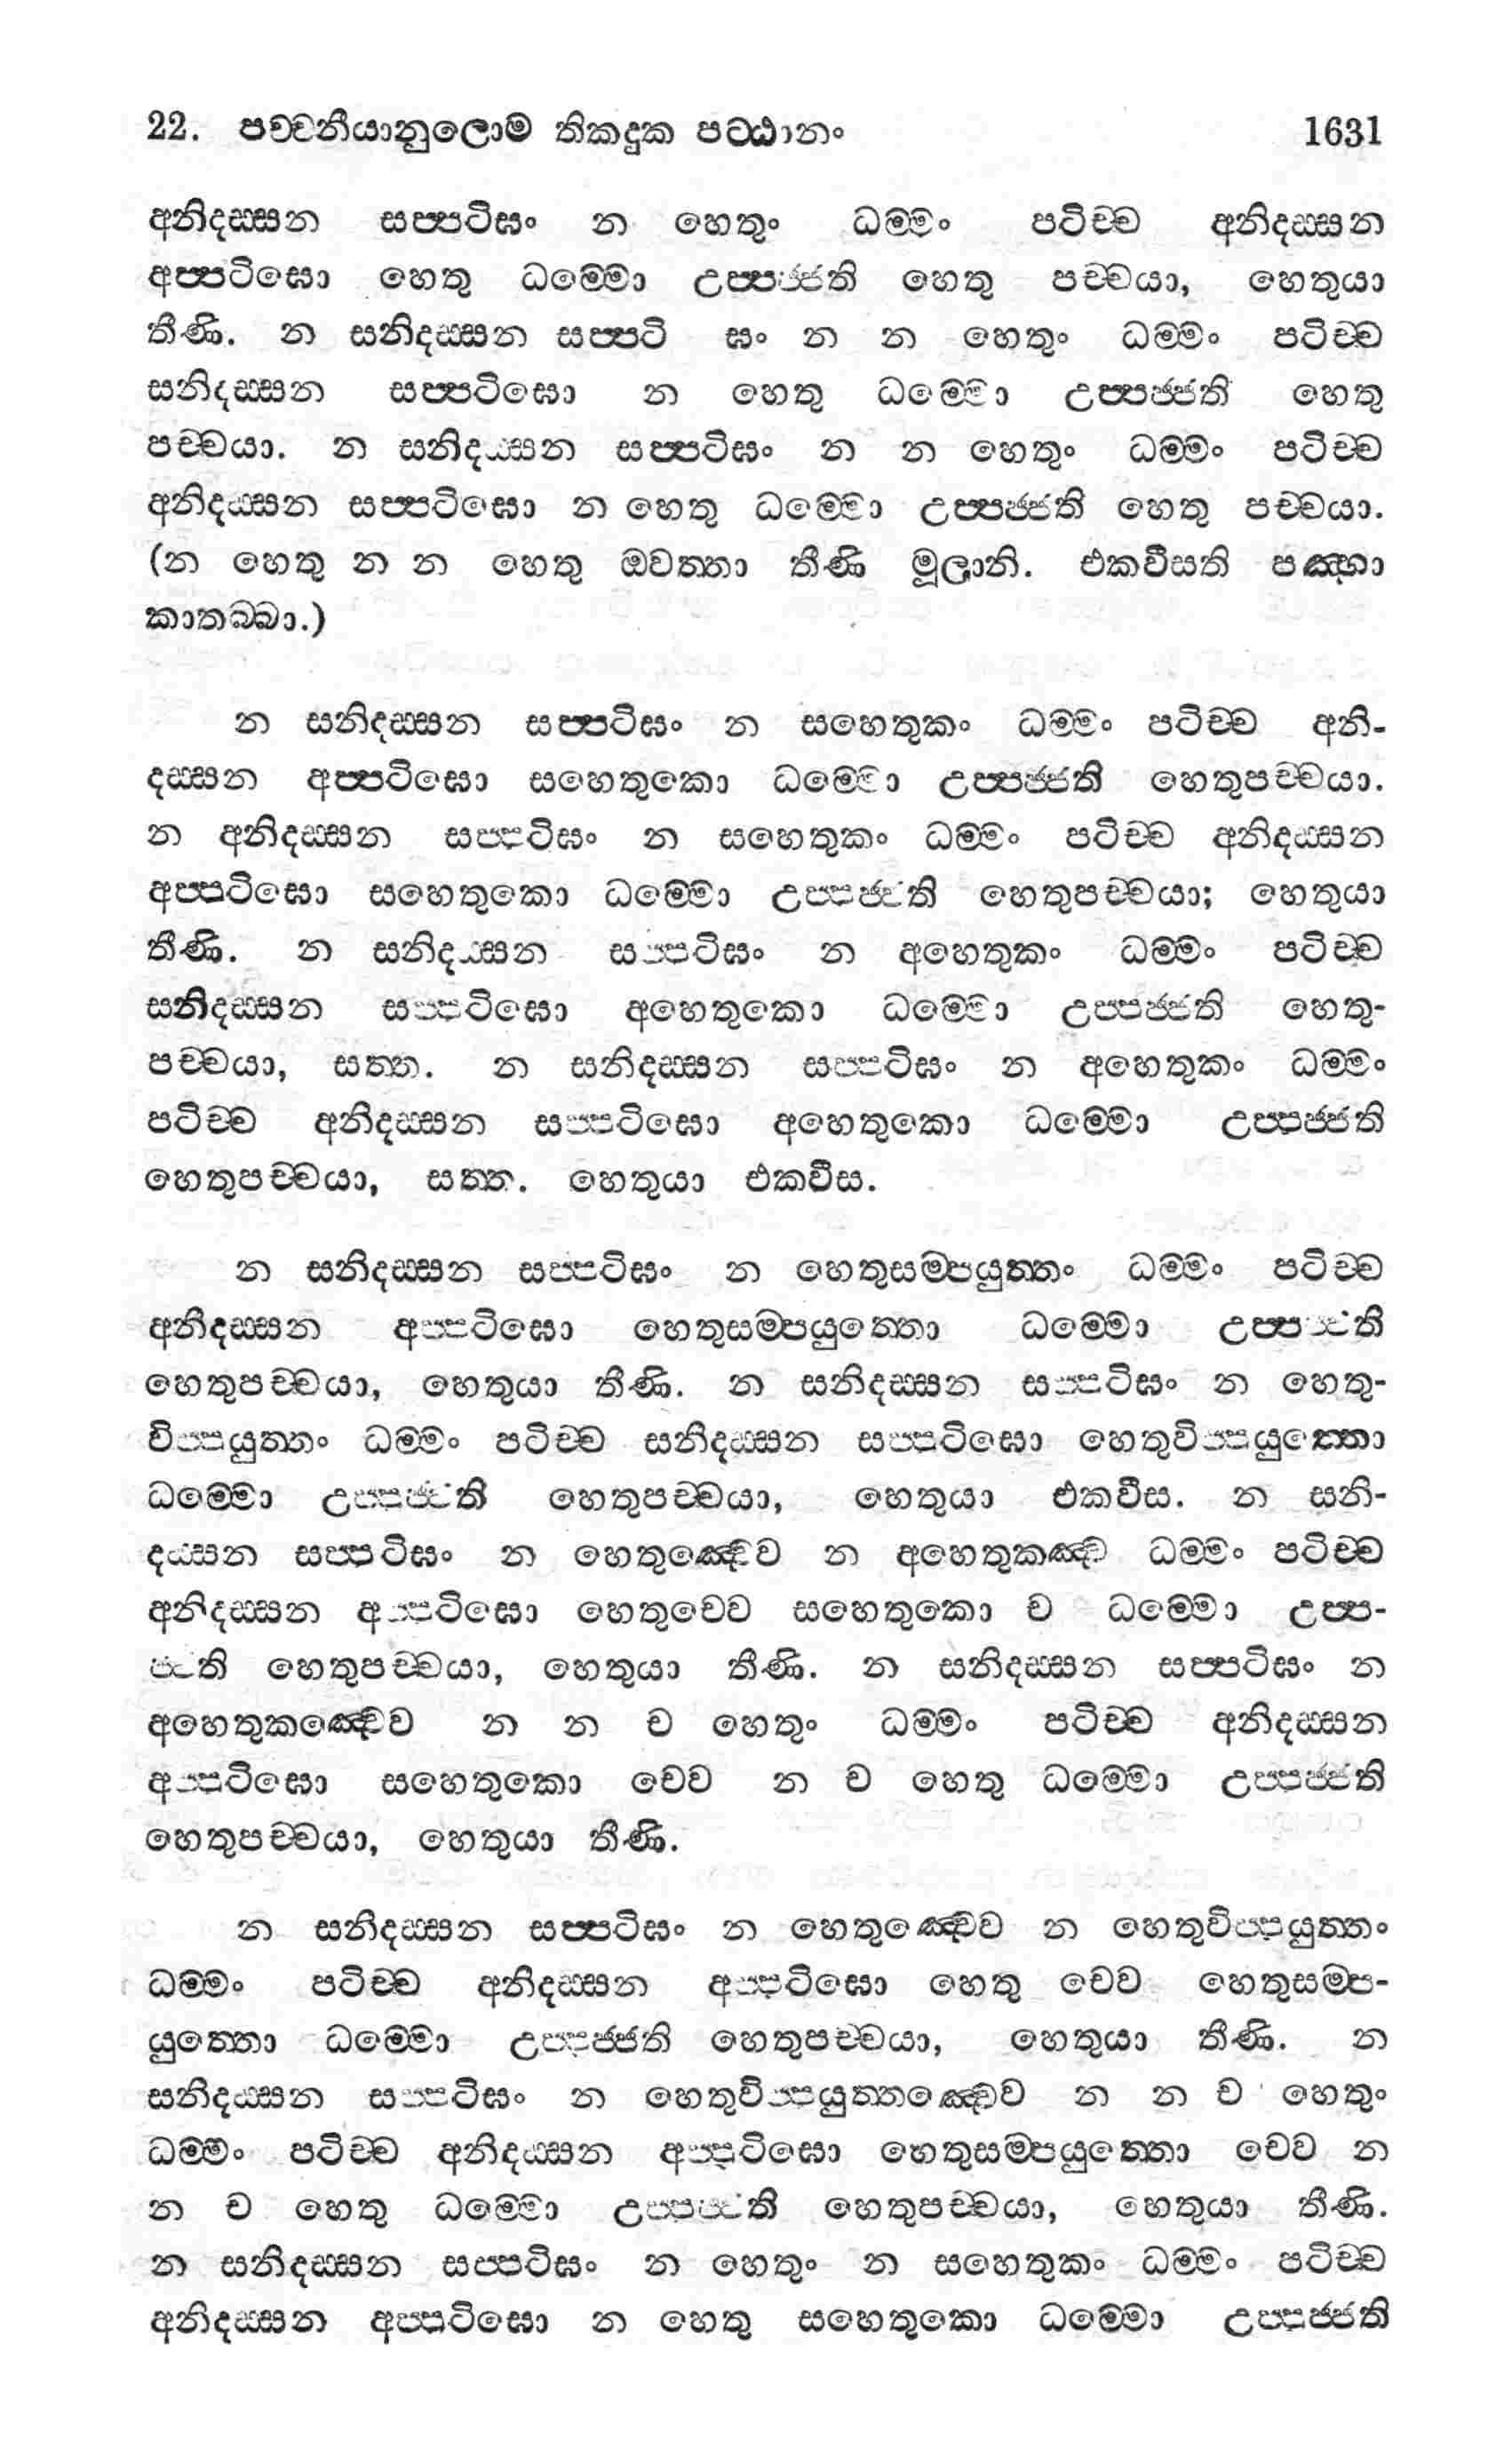 22. පච්චනීයානුලොම තිකදුක පට්ඨානං 1631
අනිදස්සන සප්පටිඝං න හෙතුං ධම්මං පටිච්ච අනිදස්සන
අප්පටිඝො හෙතු ධම්මො උප්පජ්ජති හෙතු පච්චයා, හෙතුයා
තීණි. න සනිදස්සන සප්පටි ඝං න න හෙතුං ධම්මං පටිච්ච
සනිදස්සන සප්පටිඝො න හෙතු ධම්මො උප්පජ්ජති හෙතු
පච්චයා. න සනිදස්සන සප්පටිඝං න න හෙතුං ධම්මං පටිච්ච
අනිදස්සන සප්පටිඝො න හෙතු ධම්මො උප්පජ්ජති හෙතු පච්චයා.
(න හෙතු න න හෙතු ඔවත්තා තීණි මූලානි. එකවීසති පඤ්හා
කාතබ්බා.)
න සනිදස්සන සප්පටිඝං න සහෙතුකං ධම්මං පටිච්ච අනි-
දස්සන අප්පටිඝො සහෙතුකො ධම්මො උප්පජ්ජති හෙතුපච්චයා.
න අනිදස්සන සප්පටිඝං න සහෙතුකං ධම්මං පටිච්ච අනිදස්සන
අප්පටිඝො සහෙතුකො ධම්මො උප්පජ්ජති හෙතුපච්චයා; හෙතුයා
තීණි. න සනිදස්සන සප්පටිඝං න අහෙතුකං ධම්මං පටිච්ච
සනිදස්සන සප්පටිඝො අහෙතුකො ධම්මො උප්පජ්ජති හෙතු-
පච්චයා, සත්ත. න සනිදස්සන සප්පටිඝං න අහෙතුකං ධම්මං
පටිච්ච අනිදස්සන සප්පටිඝො අහෙතුකො ධම්මො උප්පජ්ජති
හෙතුපච්චයා, සත්ත. හෙතුයා එකවීස.
න සනිදස්සන සප්පටිඝං න හෙතුසම්පයුත්තං ධම්මං පටිච්ච
අනිදස්සන අප්පටිඝො හෙතුසම්පයුත්තො ධම්මො උප්පජ්ජති
හෙතුපච්චයා, හෙතුයා තීණි. න සනිදස්සන සප්පටිඝං න හෙතු-
විප්පයුත්තං ධම්මං පටිච්ච සනිදස්සන සප්පටිඝො හෙතුවිප්පයුත්තො
ධම්මො උප්පජ්ජති හෙතුපච්චයා, හෙතුයා එකවීස. න සනි-
දස්සන සප්පටිඝං න හෙතුඤ්චෙව න අහෙතුකඤ්ච ධම්මං පටිච්ච
අනිදස්සන අප්පටිඝො හෙතුචෙව සහෙතුකො ච ධම්මො උප්ප-
ජ්ජති හෙතුපච්චයා, හෙතුයා තීණි. න සනිදස්සන සප්පටිඝං න
අහෙතුකඤ්චෙව න න ච හෙතුං ධම්මං පටිච්ච අනිදස්සන
අප්පටිඝො සහෙතුකො චෙව න ච හෙතු ධම්මො උප්පජ්ජති
හෙතුපච්චයා, හෙතුයා තීණි.
න සනිදස්සන සප්පටිඝං න හෙතුඤ්චෙව න හෙතුවිප්පයුත්තං
ධම්මං පටිච්ච අනිදස්සන අප්පටිඝො හෙතු චෙව හෙතුසම්ප-
යුත්තො ධම්මො උප්පජ්ජති හෙතුපච්චයා, හෙතුයා තීණි. න
සනිදස්සන සප්පටිඝං න හෙතුවිප්පයුත්තඤ්චෙව න න ච හෙතුං
ධම්මං පටිච්ච අනිදස්සන අප්පටිඝො හෙතුසම්පයුත්තො චෙව න
න ච හෙතු ධම්මො උප්පජ්ජති හෙතුපච්චයා, හෙතුයා තීණි.
න සනිදස්සන සප්පටිඝං න හෙතුං න සහෙතුකං ධම්මං පටිච්ච
අනිදස්සන අප්පටිඝො න හෙතු සහෙතුකො ධම්මො උප්පජ්ජති